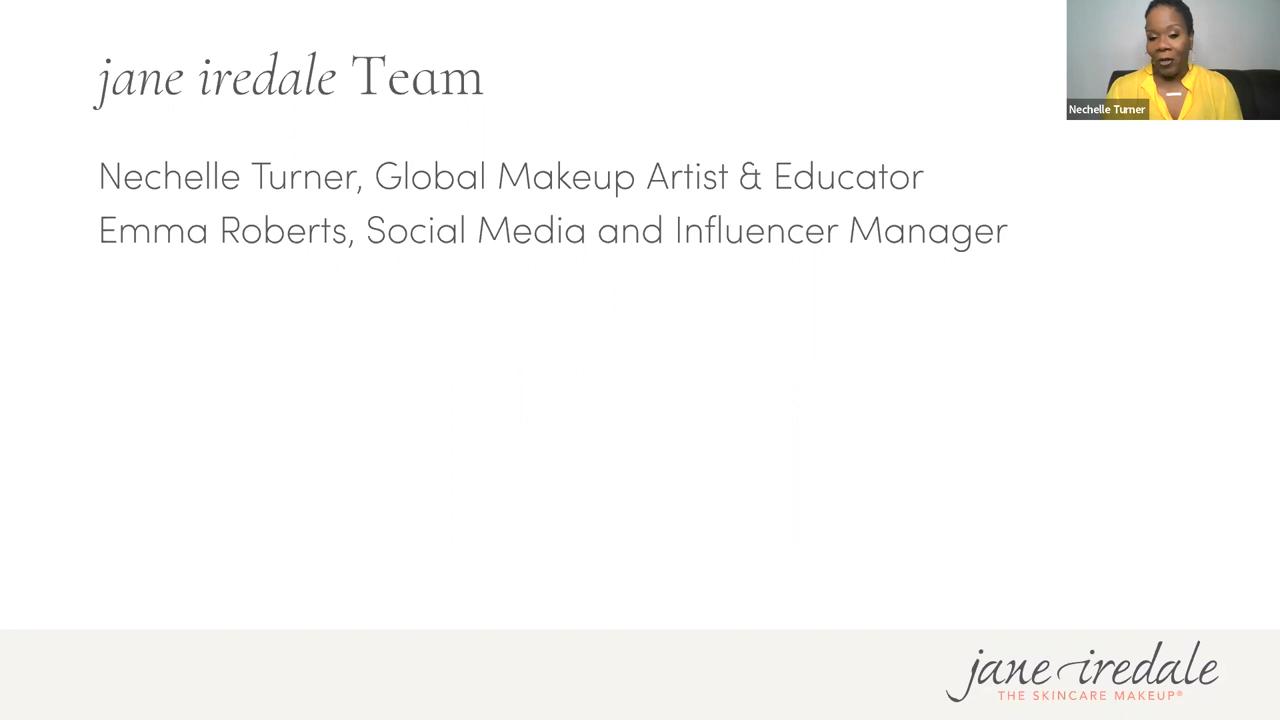 jane iredale Team
Nechelle Turner
Nechelle Turner, Global Makeup Artist & Educator
Emma Roberts, Social Media and Influencer Manager
jane iredale
THE SKINCARE MAKEUP®